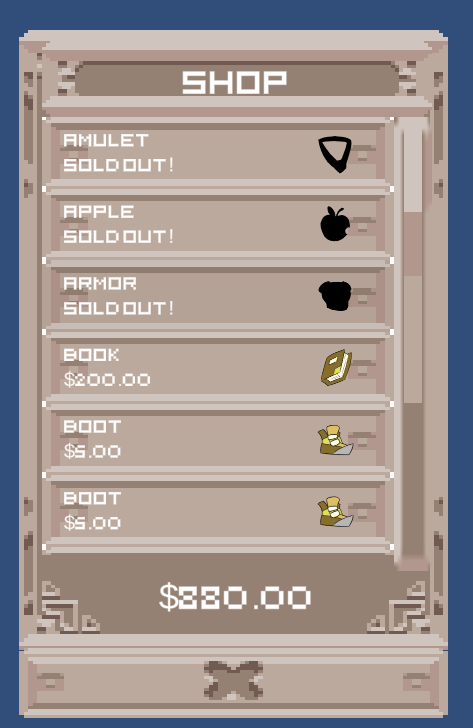 SHOP
AMULET
SOLD OUT!
APPLE
SOLD OUT!
ARMOR
SOLD OUT!
BOOK
$200.00
BOOT
$5.00
BOOT
$5.00
$880.00